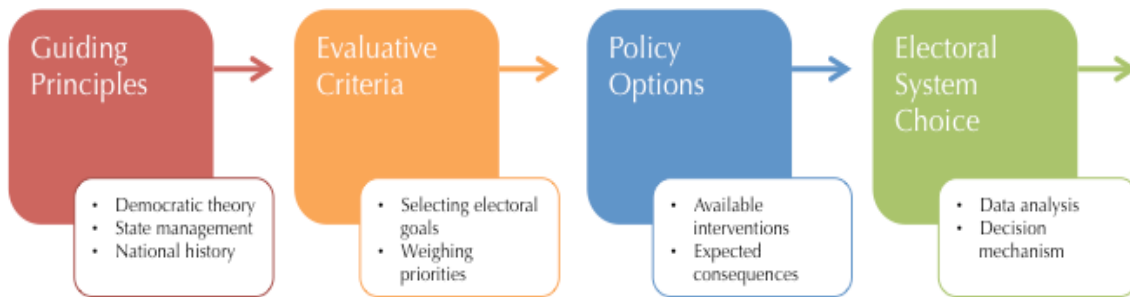 Guiding
Principles
• Democratic theory
• State management
• National history
Evaluative
Criteria
• Selecting electoral
goals
• Weighing
priorities
Policy
Options
• Available
interventions
• Expected
consequences
Electoral
System
Choice
• Data analysis
• Decision
mechanism